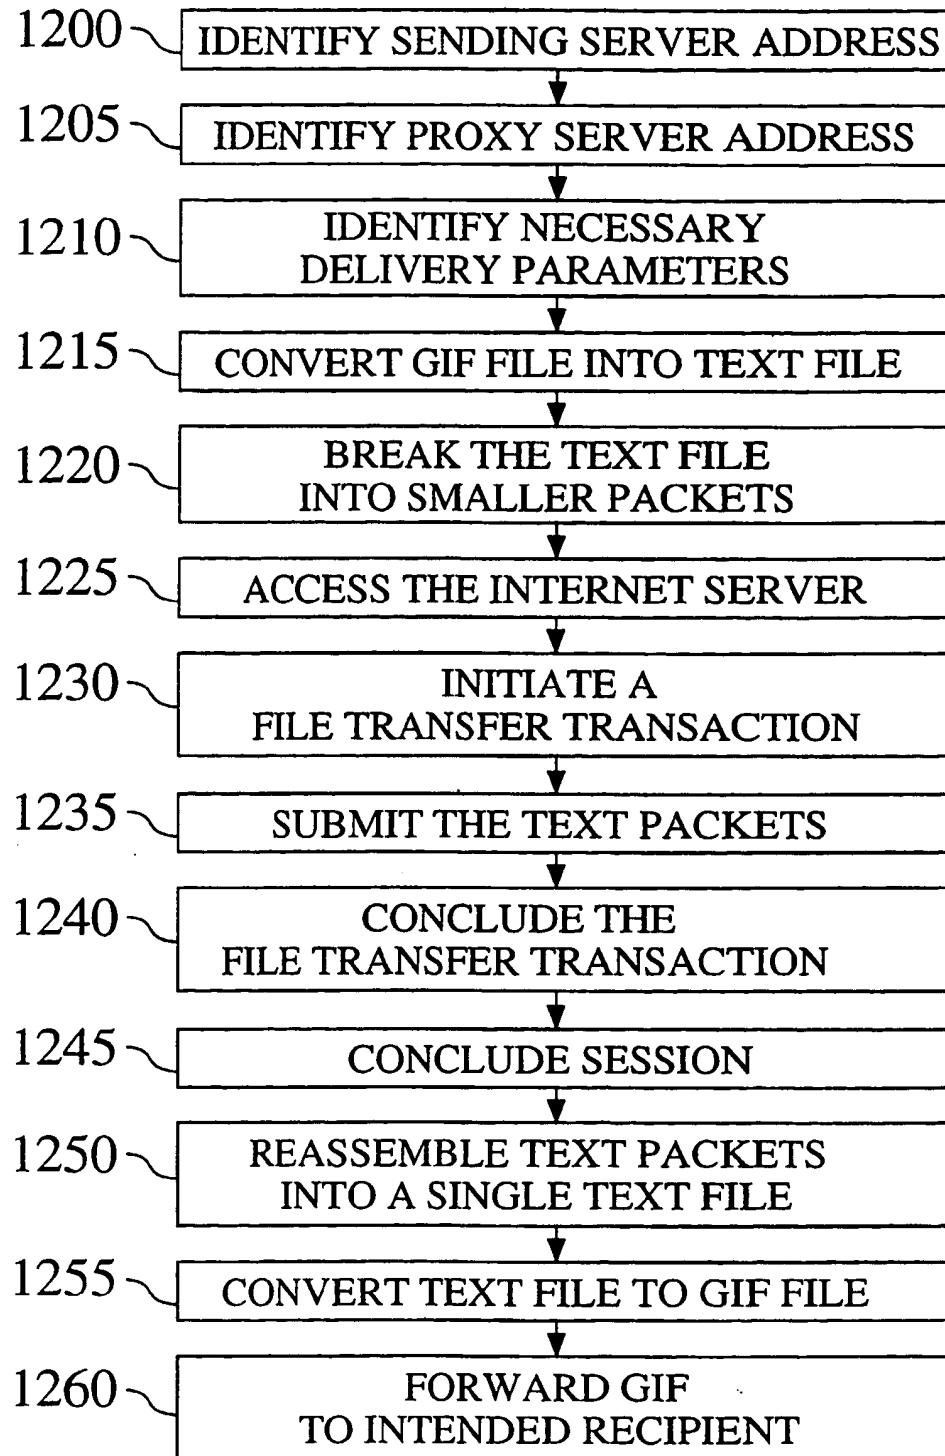 1200 IDENTIFY SENDING SERVER ADDRESS
1205 IDENTIFY PROXY SERVER ADDRESS
1210 IDENTIFY NECESSARY
DELIVERY PARAMETERS
1215 CONVERT GIF FILE INTO TEXT FILE
1220 BREAK THE TEXT FILE
INTO SMALLER PACKETS
1225 ACCESS THE INTERNET SERVER
1230 INITIATE A
FILE TRANSFER TRANSACTION
1235 SUBMIT THE TEXT PACKETS
1240 CONCLUDE THE
FILE TRANSFER TRANSACTION
1245 CONCLUDE SESSION
1250 REASSEMBLE TEXT PACKETS
INTO A SINGLE TEXT FILE
1255 CONVERT TEXT FILE TO GIF FILE
1260 FORWARD GIF
TO INTENDED RECIPIENT